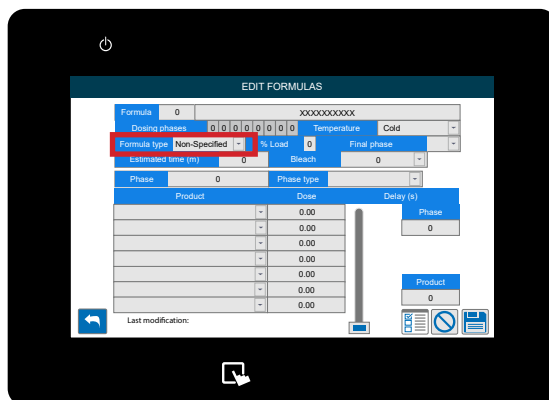 EDIT FORMULAS
Formula 0 XXXXXXXXXX
Dosing phases 0 0 0 0 0 0 0 0 Temperature Cold
Formula type Non-Specified % Load 0 Final phase
Estimated time (m) 0 Bleach 0
Phase 0 Phase type
Product Dose Delay (s)
0.00 Phase
0.00 0
0.00
0.00
0.00 Product
0.00 0
0.00
Last modification: